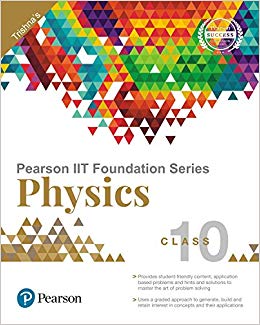 Trishna's
SUCCESS
Pearson IIT Foundation Series
Physics
CLASS
10
Provides student-friendly content, application
based problems and hints and solutions to
master the art of problem solving
Uses a graded approach to generate, build and
retain interest in concepts and their applications
Pearson